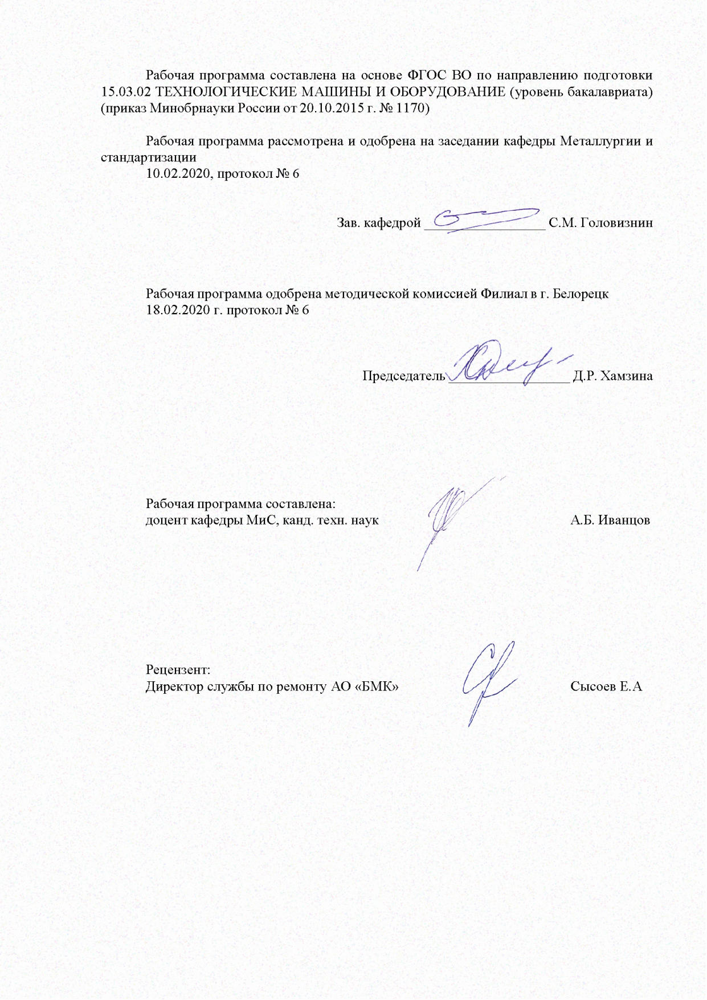 Рабочая программа составлена на основе ФГОС ВО по направлению подготовки
15.03.02 ТЕХНОЛОГИЧЕСКИЕ МАШИНЫ И ОБОРУДОВАНИЕ (уровень бакалавриата)
(приказ Минобрнауки России от 20.10.2015 г. № 1170)
Рабочая программа рассмотрена и одобрена на заседании кафедры Металлургии и
стандартизации
10.02.2020, протокол № 6
Зав. кафедрой С.М. Головизнин
Рабочая программа одобрена методической комиссией Филиал в г. Белорецк
18.02.2020 г. протокол № 6
Председатель Д.Р. Хамзина
Рабочая программа составлена:
доцент кафедры МиС, канд. техн. наук А.Б. Иванцов
Рецензент:
Директор службы по ремонту АО «БМК» Сысоев Е.А